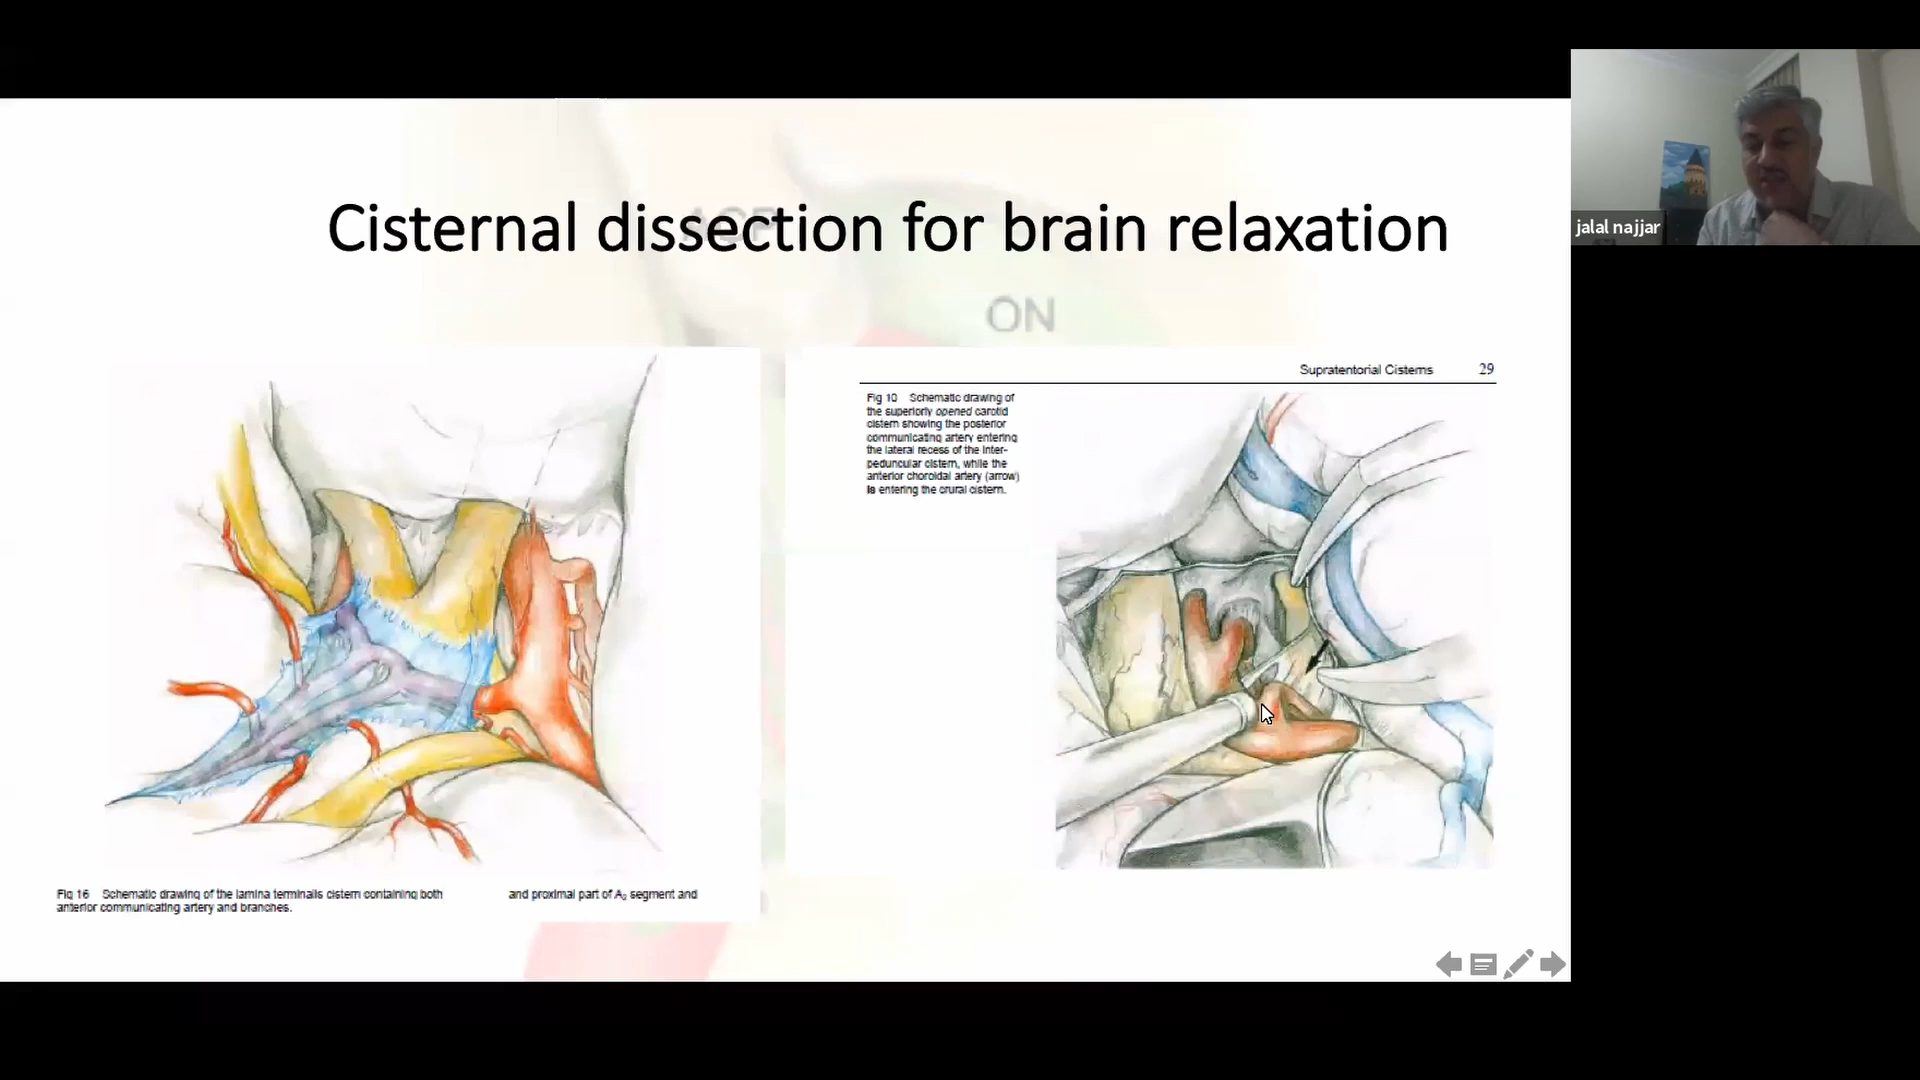 Cisternal dissection for brain relaxation
ON
jalal najjar
Supratentorial Cisterns 29
Fig 10 Schematic drawing of
the superiorly opened carotid
cistern showing the posterior
communicating artery entering
the lateral recess of the inter-
peduncular cistern, while the
anterior choroidal artery (arrow)
is entering the crural cistern.
Fig 16 Schematic drawing of the lamina terminalis cistern containing both
anterior communicating artery and branches.
and proximal part of A₂ segment and